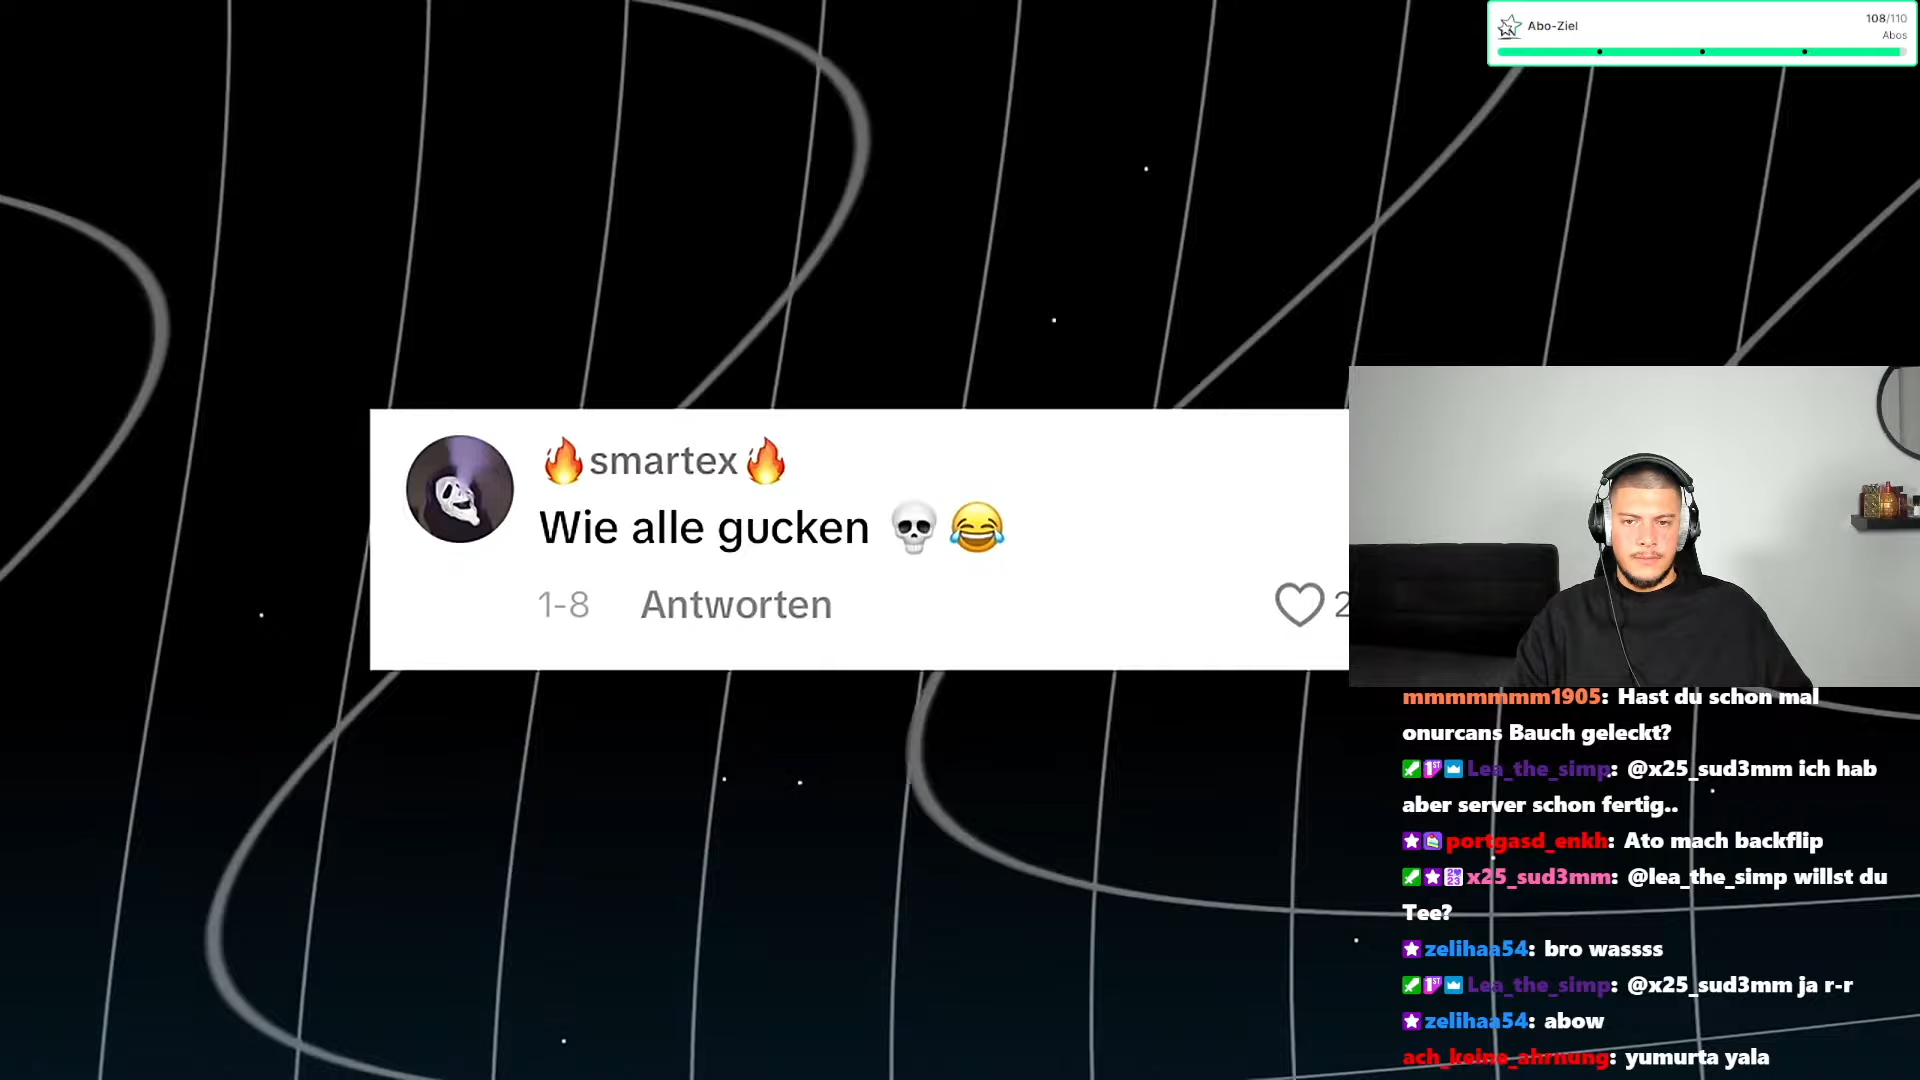 Abo-Ziel
108/110
Abos
🔥smartex🔥
Wie alle gucken 💀😂
1-8 Antworten
2
mmmmmmm1905: Hast du schon mal
onurcans Bauch geleckt?
Lea_the_simp: @x25_sud3mm ich hab
aber server schon fertig..
portgasd_enkh: Ato mach backflip
x25_sud3mm: @lea_the_simp willst du
Tee?
zelihaa54: bro wassss
Lea_the_simp: @x25_sud3mm ja r-r
zelihaa54: abow
ach_keine_ahrnung: yumurta yala